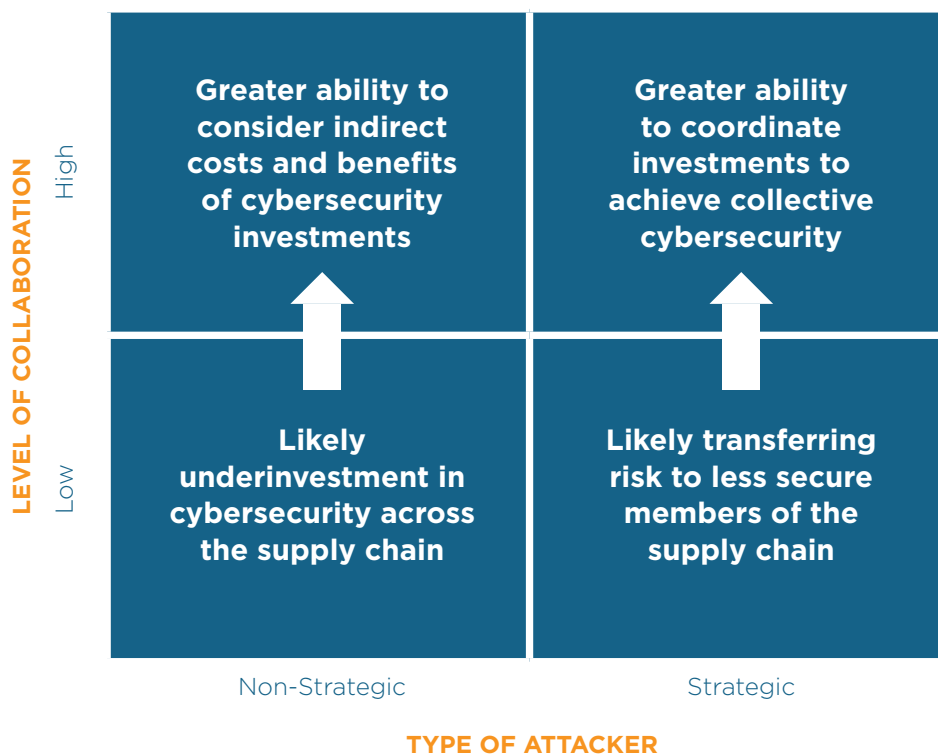 LEVEL OF COLLABORATION
High
Low
Greater ability to
consider indirect
costs and benefits
of cybersecurity
investments
Greater ability
to coordinate
investments to
achieve collective
cybersecurity
Likely
underinvestment in
cybersecurity across
the supply chain
Likely transferring
risk to less secure
members of the
supply chain
Non-Strategic
Strategic
TYPE OF ATTACKER